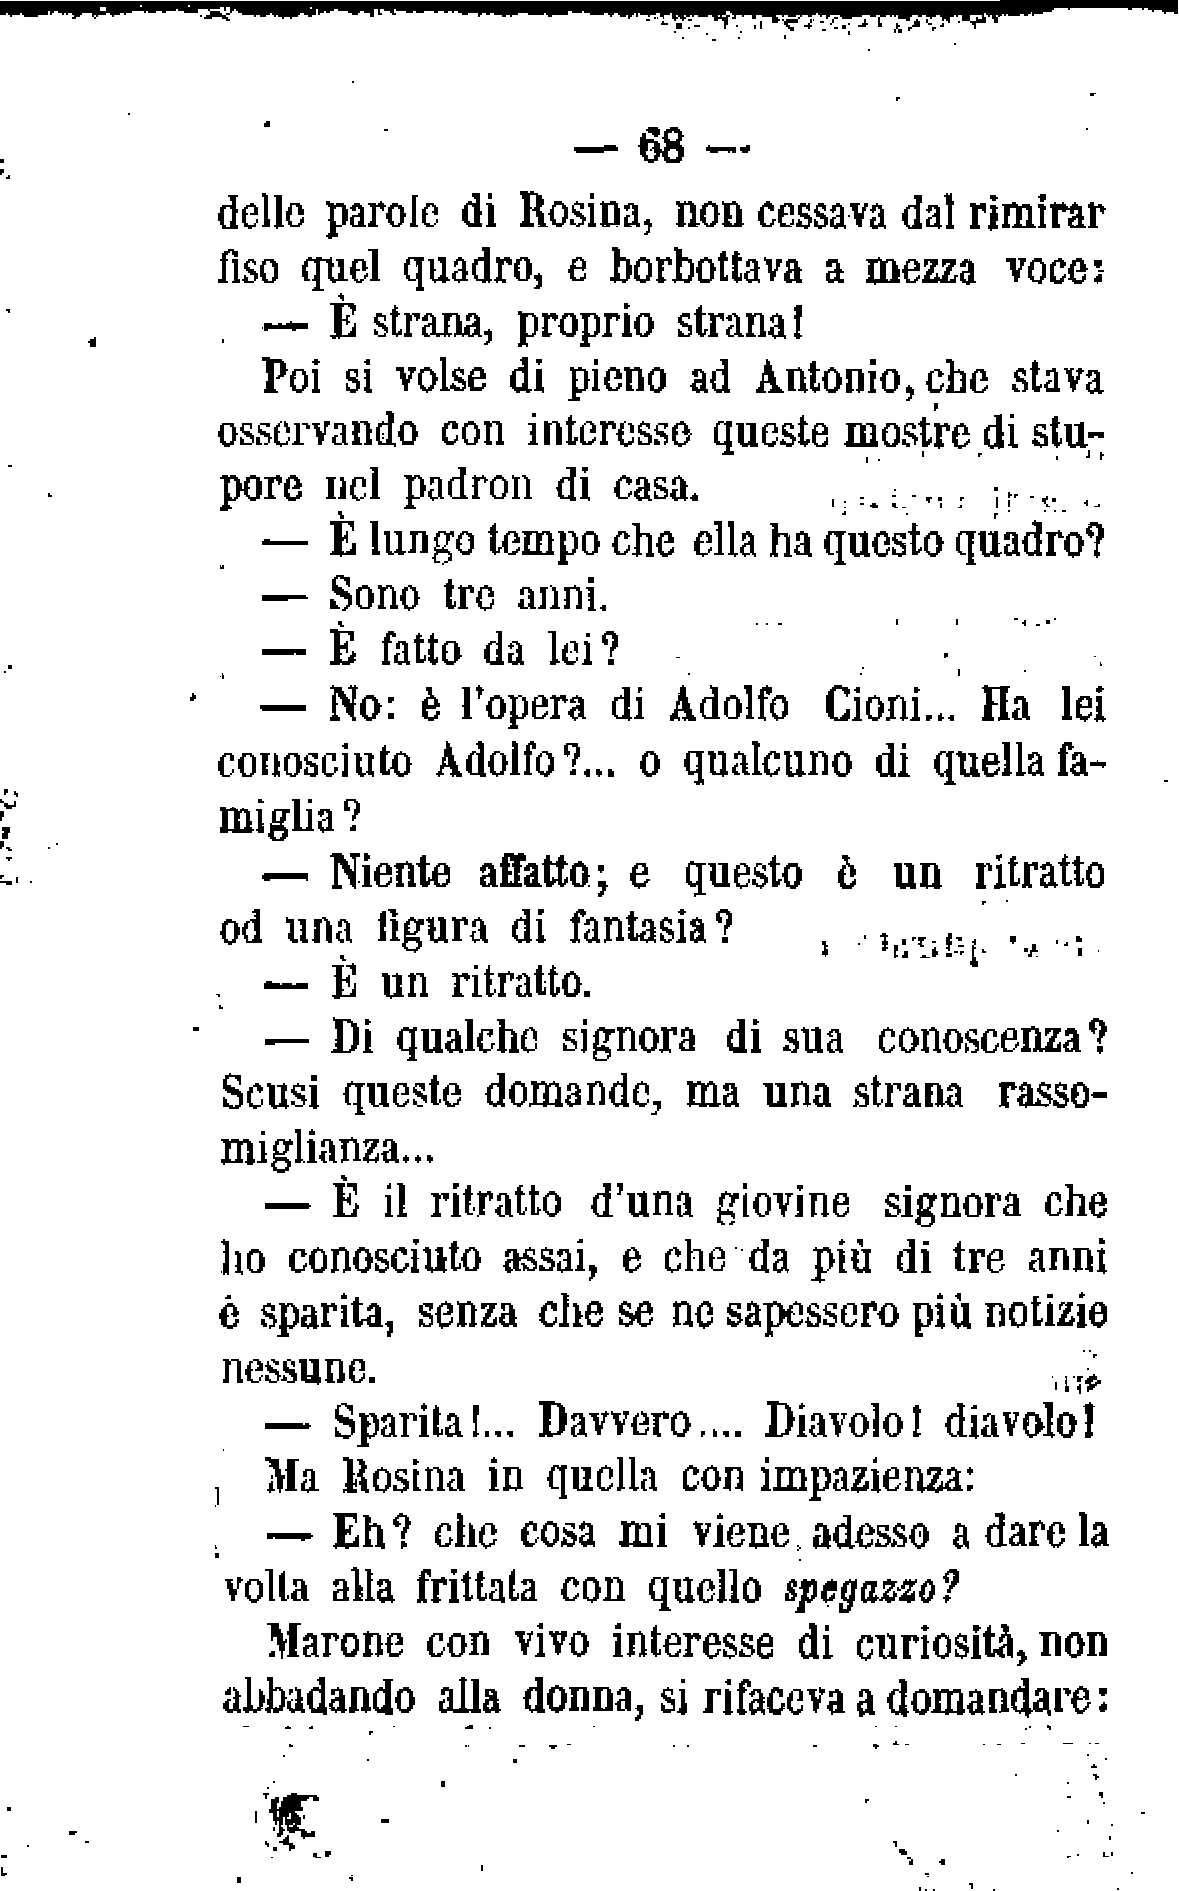 — 68 —
delle parole di Rosina, non cessava dal rimirar
fiso quel quadro, e borbottava a mezza voce:
— È strana, proprio strana!
Poi si volse di pieno ad Antonio, che stava
osservando con interesse queste mostre di stu-
pore nel padron di casa.
— È lungo tempo che ella ha questo quadro?
— Sono tre anni.
— È fatto da lei?
— No: è l'opera di Adolfo Cioni... Ha lei
conosciuto Adolfo?... o qualcuno di quella fa-
miglia?
— Niente affatto; e questo è un ritratto
od una figura di fantasia?
— È un ritratto.
— Di qualche signora di sua conoscenza?
Scusi queste domande, ma una strana rasso-
miglianza...
— È il ritratto d'una giovine signora che
ho conosciuto assai, e che da più di tre anni
è sparita, senza che se ne sapessero più notizie
nessune.
— Sparita!... Davvero.... Diavolo! diavolo!
Ma Rosina in quella con impazienza:
— Eh? che cosa mi viene adesso a dare la
volta alla frittata con quello spegazzo?
Marone con vivo interesse di curiosità, non
abbadando alla donna, si rifaceva a domandare: